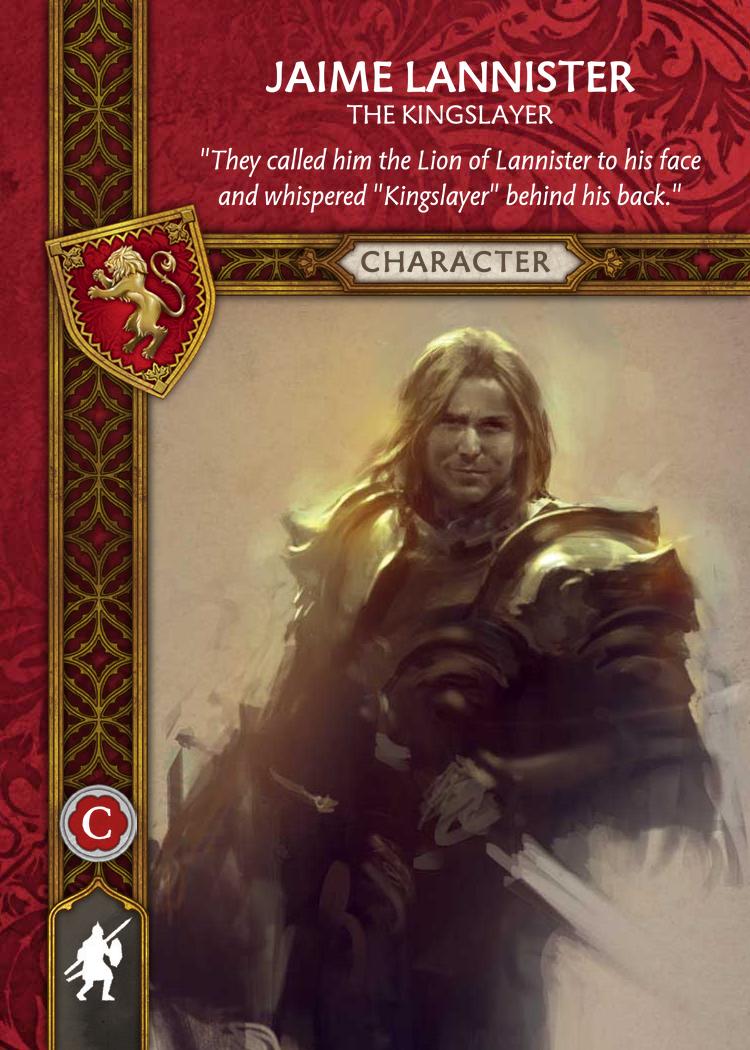 JAIME LANNISTER
THE KINGSLAYER
"They called him the Lion of Lannister to his face
and whispered "Kingslayer" behind his back."
CHARACTER
C